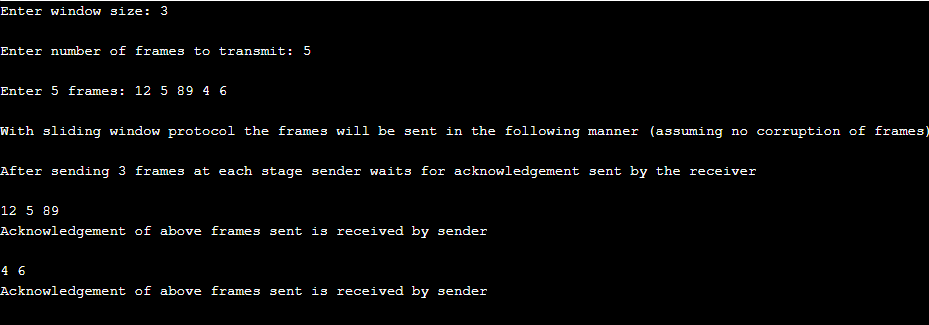 Enter window size: 3
Enter number of frames to transmit: 5
Enter 5 frames: 12 5 89 4 6
With sliding window protocol the frames will be sent in the following manner (assuming no corruption of frames)
After sending 3 frames at each stage sender waits for acknowledgement sent by the receiver
12 5 89
Acknowledgement of above frames sent is received by sender
4 6
Acknowledgement of above frames sent is received by sender